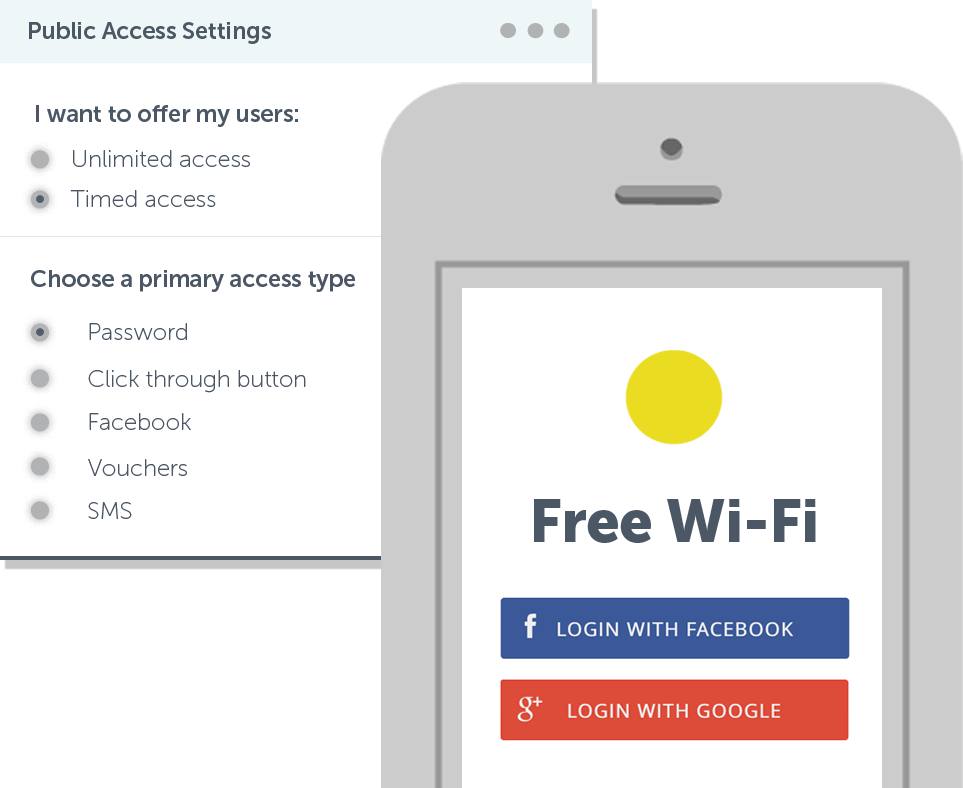 Public Access Settings
I want to offer my users:
Unlimited access
Timed access
Choose a primary access type
Password
Click through button
Facebook
Vouchers
SMS
Free Wi-Fi
f LOGIN WITH FACEBOOK
g+ LOGIN WITH GOOGLE